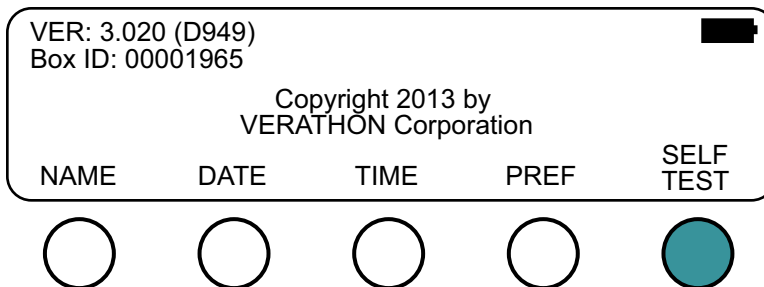 VER: 3.020 (D949)
Box ID: 00001965
Copyright 2013 by
VERATHON Corporation
NAME DATE TIME PREF SELF
TEST